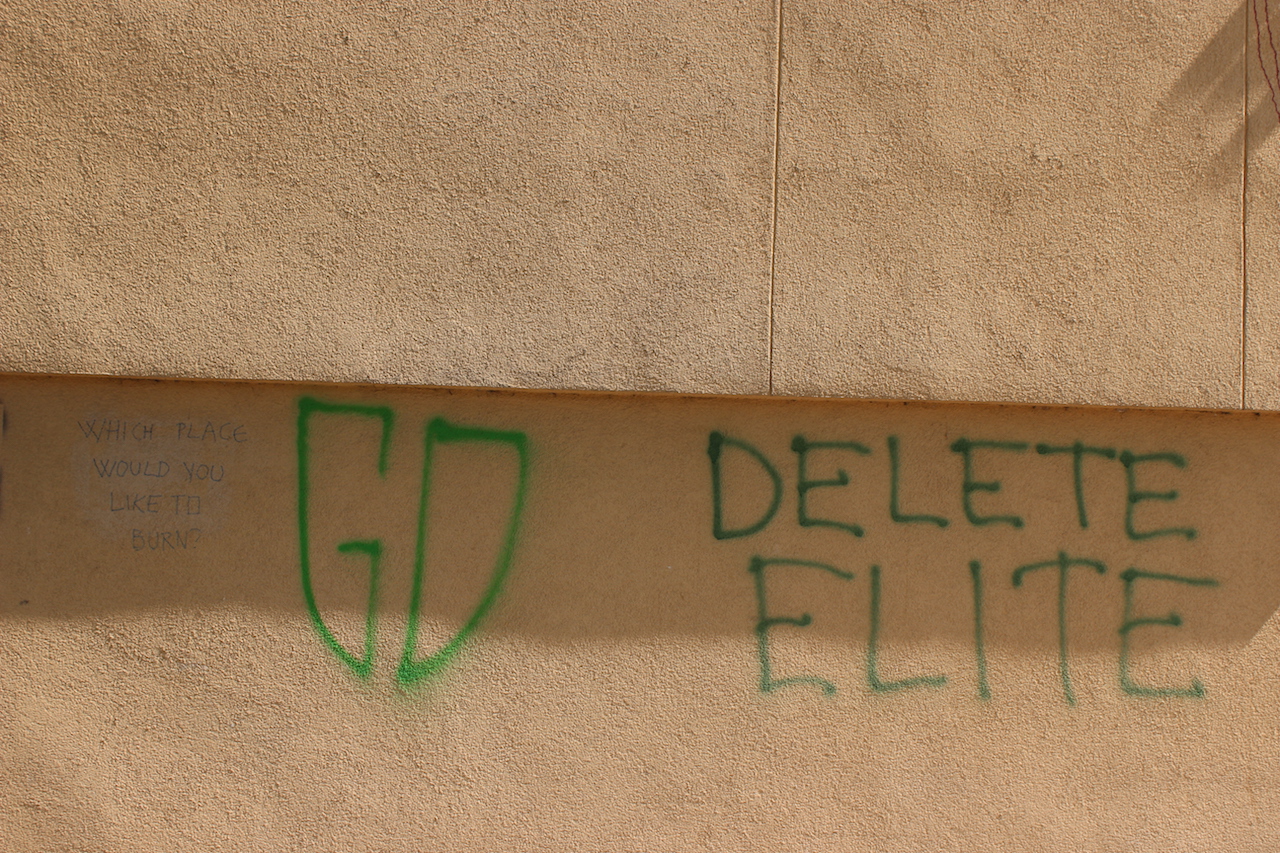 WHICH PLACE
WOULD YOU
LIKE TO
BURN?
GD
DELETE
ELITE